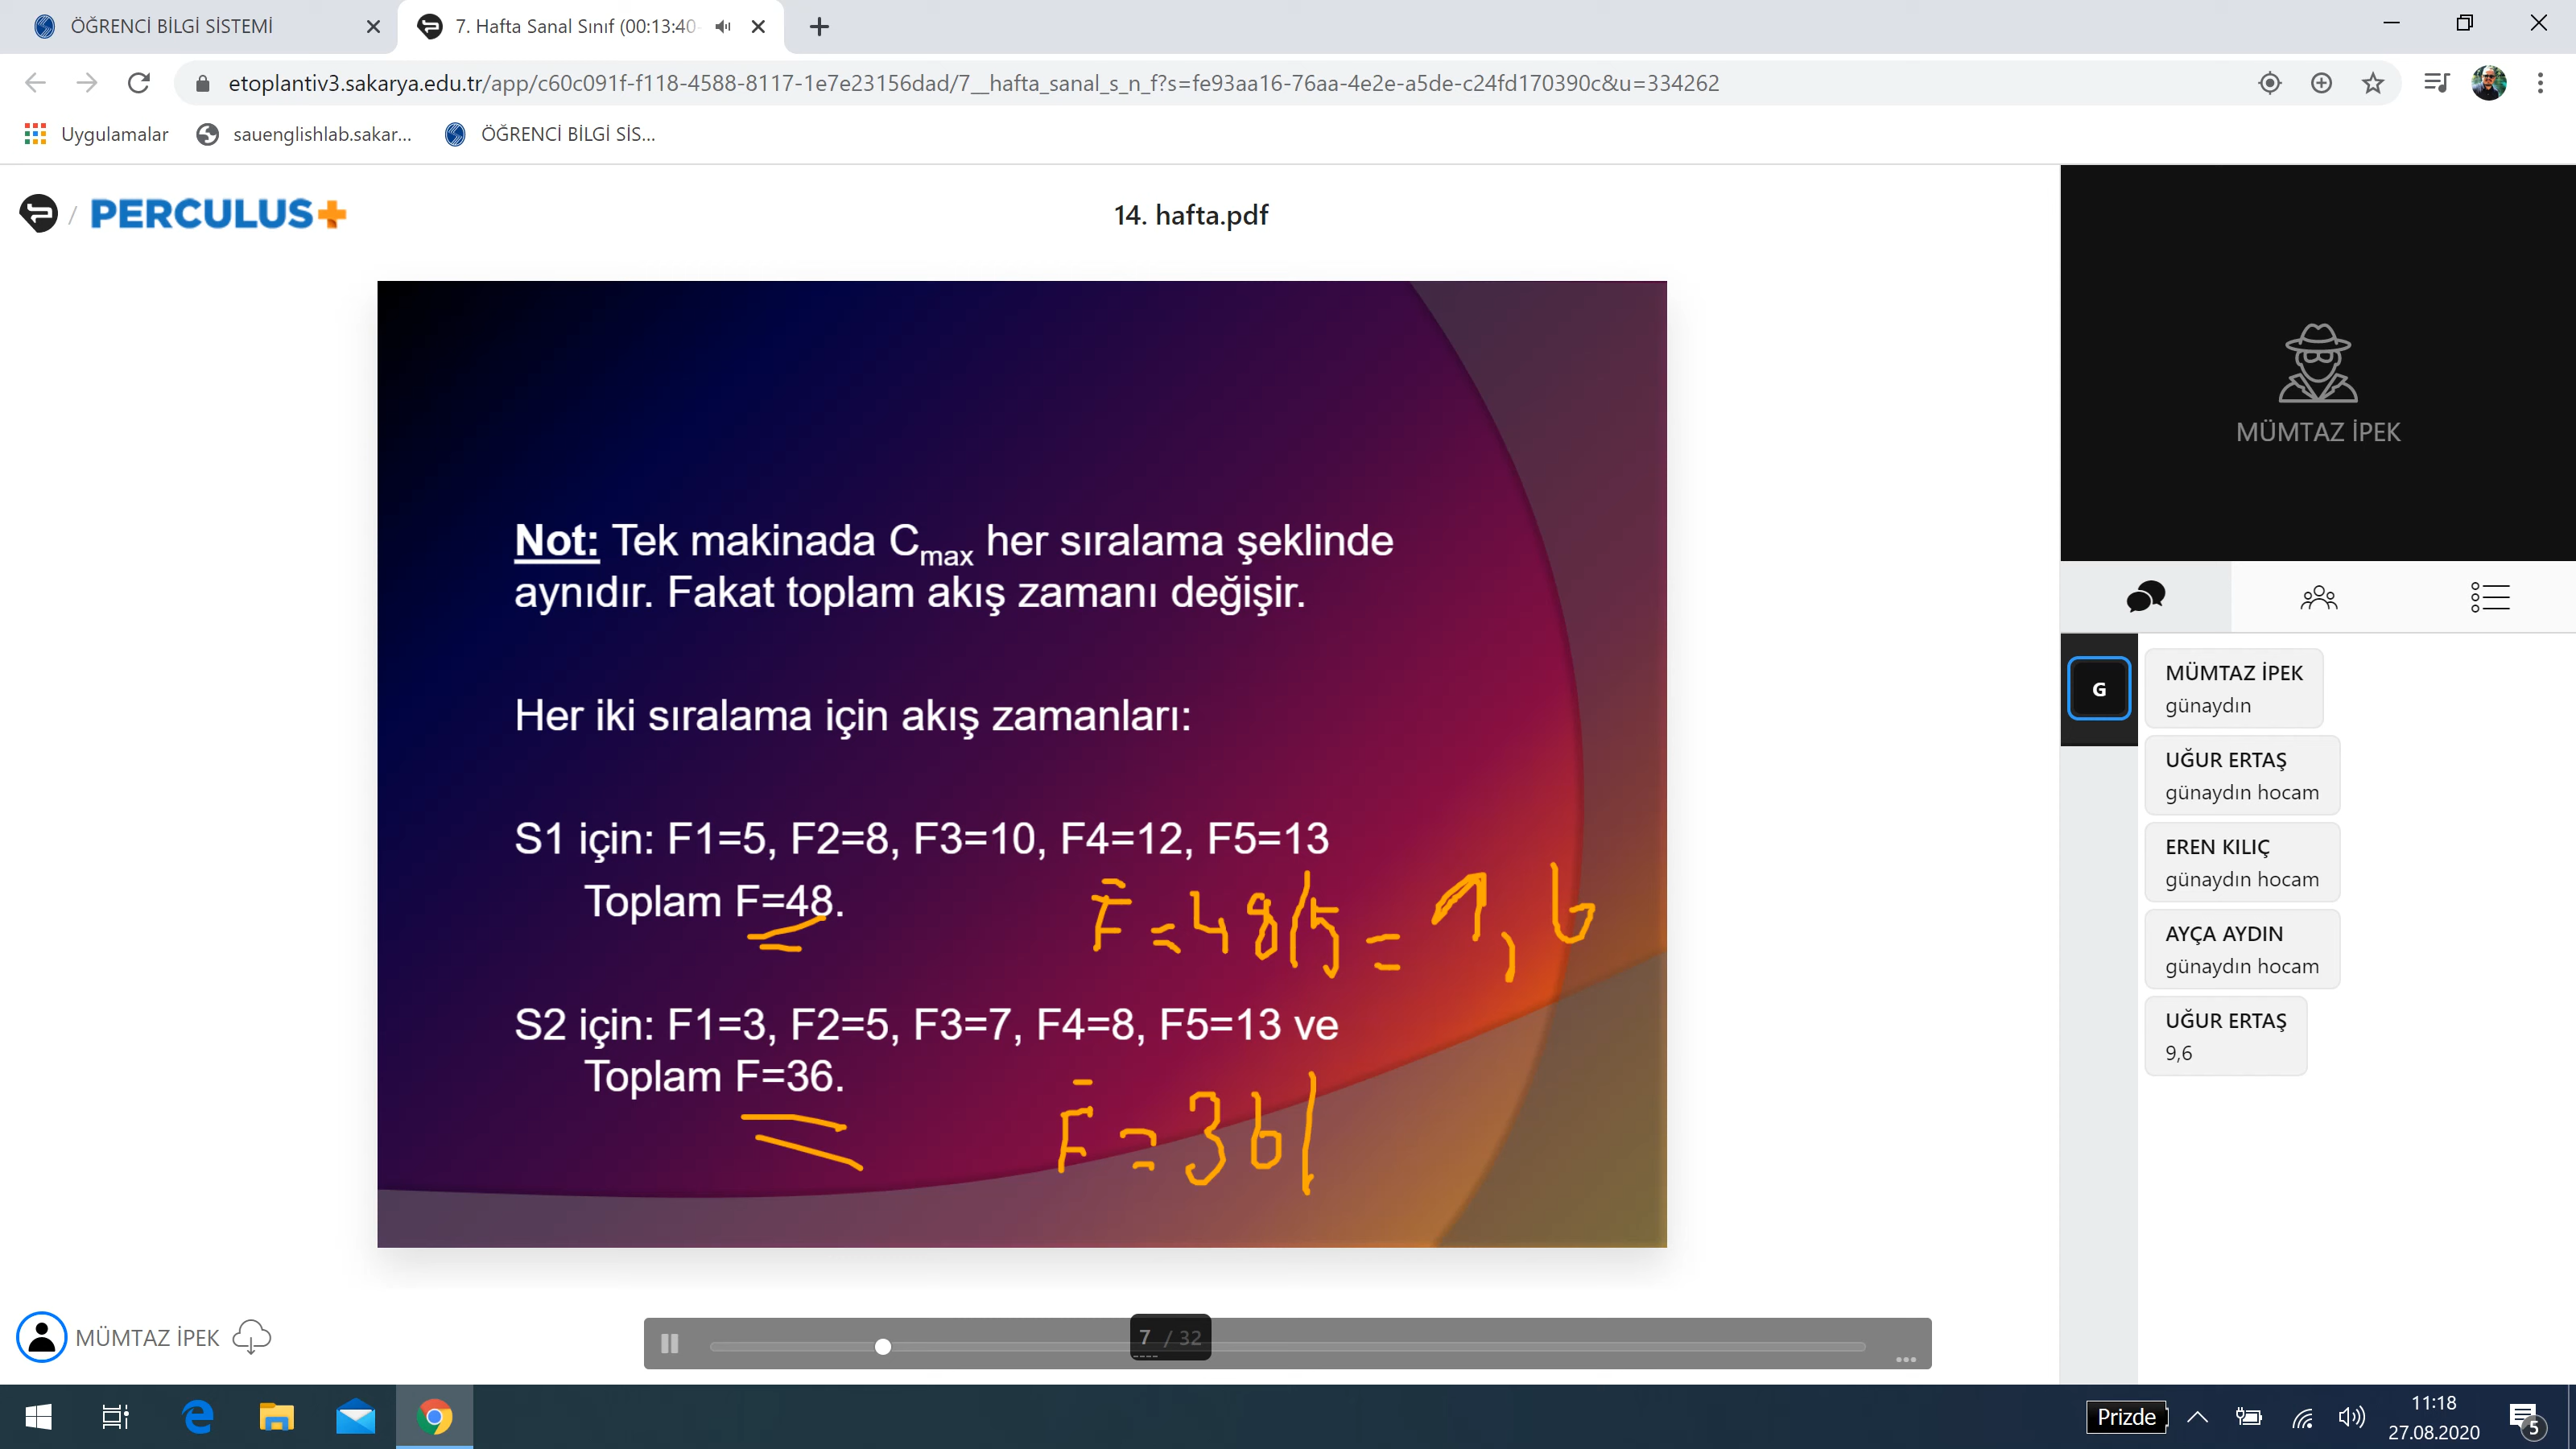 ÖĞRENCİ BİLGİ SİSTEMİ
7. Hafta Sanal Sınıf (00:13:40-
etoplantiv3.sakarya.edu.tr/app/c60c091f-f118-4588-8117-1e7e23156dad/7__hafta_sanal_s_n_f?s=fe93aa16-76aa-4e2e-a5de-c24fd170390c&u=334262
Uygulamalar
sauenglishlab.sakar...
ÖĞRENCİ BİLGİ SİS...
/ PERCULUS+
14. hafta.pdf
Not: Tek makinada Cmax her sıralama şeklinde
aynıdır. Fakat toplam akış zamanı değişir.
Her iki sıralama için akış zamanları:
S1 için: F1=5, F2=8, F3=10, F4=12, F5=13
Toplam F=48.
F̄=48/5=9,6
S2 için: F1=3, F2=5, F3=7, F4=8, F5=13 ve
Toplam F=36.
F̄=36/
MÜMTAZ İPEK
G
MÜMTAZ İPEK
günaydın
UĞUR ERTAŞ
günaydın hocam
EREN KILIÇ
günaydın hocam
AYÇA AYDIN
günaydın hocam
UĞUR ERTAŞ
9,6
MÜMTAZ İPEK
7 / 32
Prizde
11:18
27.08.2020
5